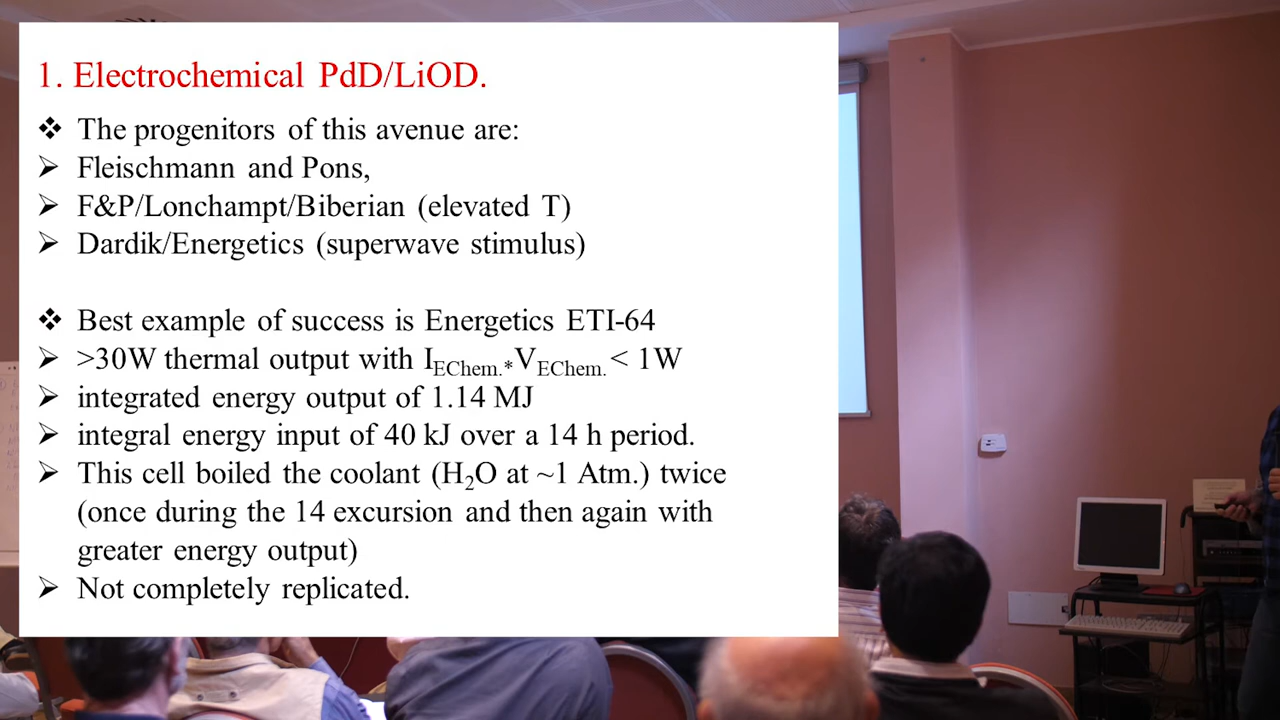 1. Electrochemical PdD/LiOD.
❖ The progenitors of this avenue are:
➢ Fleischmann and Pons,
➢ F&P/Lonchampt/Biberian (elevated T)
➢ Dardik/Energetics (superwave stimulus)
❖ Best example of success is Energetics ETI-64
➢ >30W thermal output with I_EChem.*V_EChem. < 1W
➢ integrated energy output of 1.14 MJ
➢ integral energy input of 40 kJ over a 14 h period.
➢ This cell boiled the coolant (H₂O at ~1 Atm.) twice
(once during the 14 excursion and then again with
greater energy output)
➢ Not completely replicated.